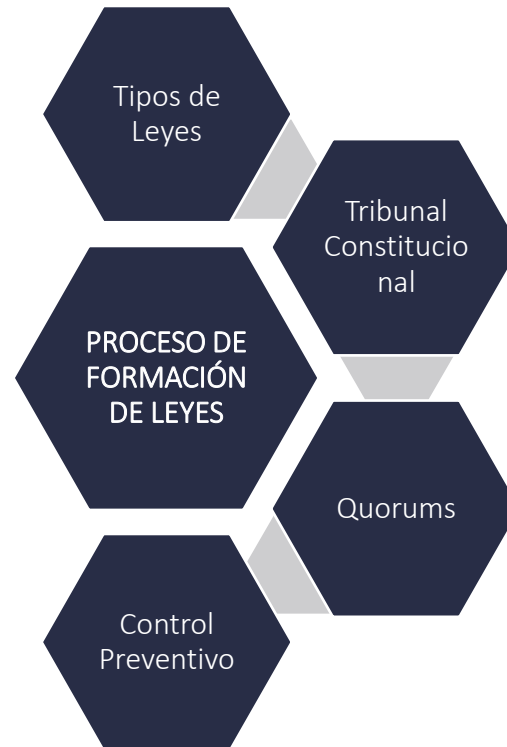 Tipos de
Leyes
Tribunal
Constitucio
nal
PROCESO DE
FORMACIÓN
DE LEYES
Quorums
Control
Preventivo